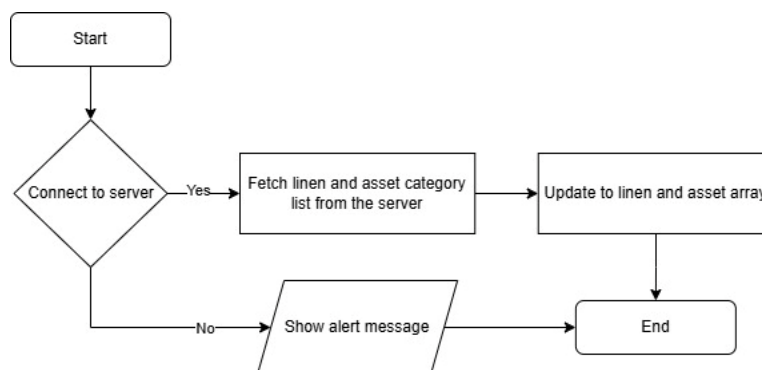 Start
Connect to server
Yes
Fetch linen and asset category
list from the server
Update to linen and asset array
No
Show alert message
End